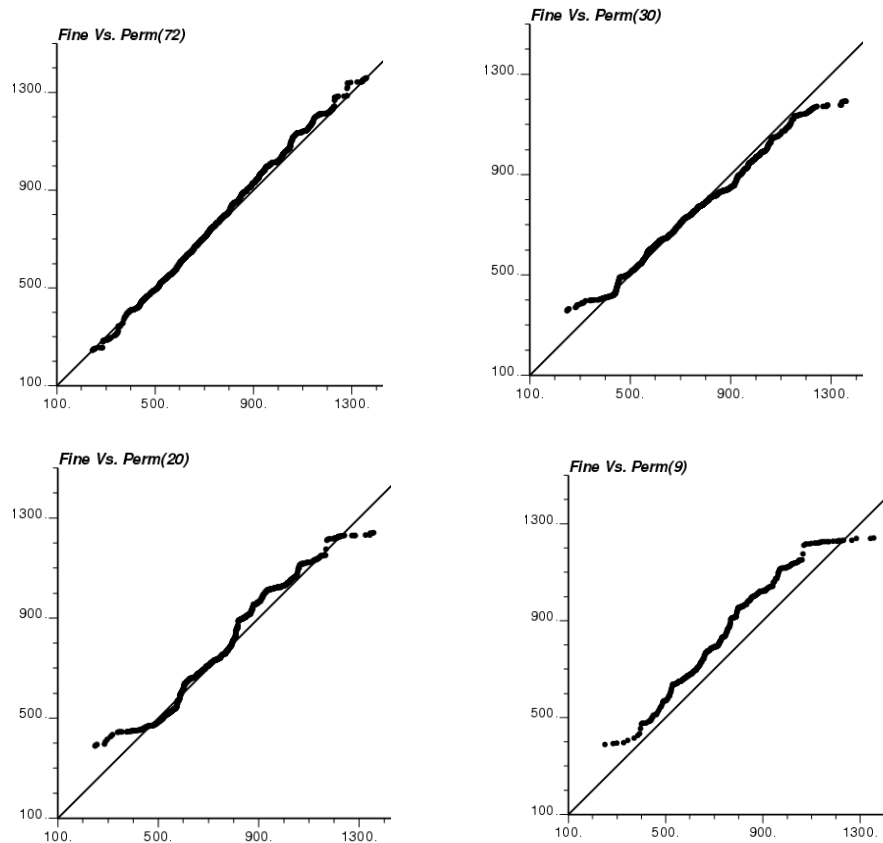 Fine Vs. Perm(72)
1300.
900.
500.
100.
100. 500. 900. 1300.
Fine Vs. Perm(30)
1300.
900.
500.
100.
100. 500. 900. 1300.
Fine Vs. Perm(20)
1300.
900.
500.
100.
100. 500. 900. 1300.
Fine Vs. Perm(9)
1300.
900.
500.
100.
100. 500. 900. 1300.